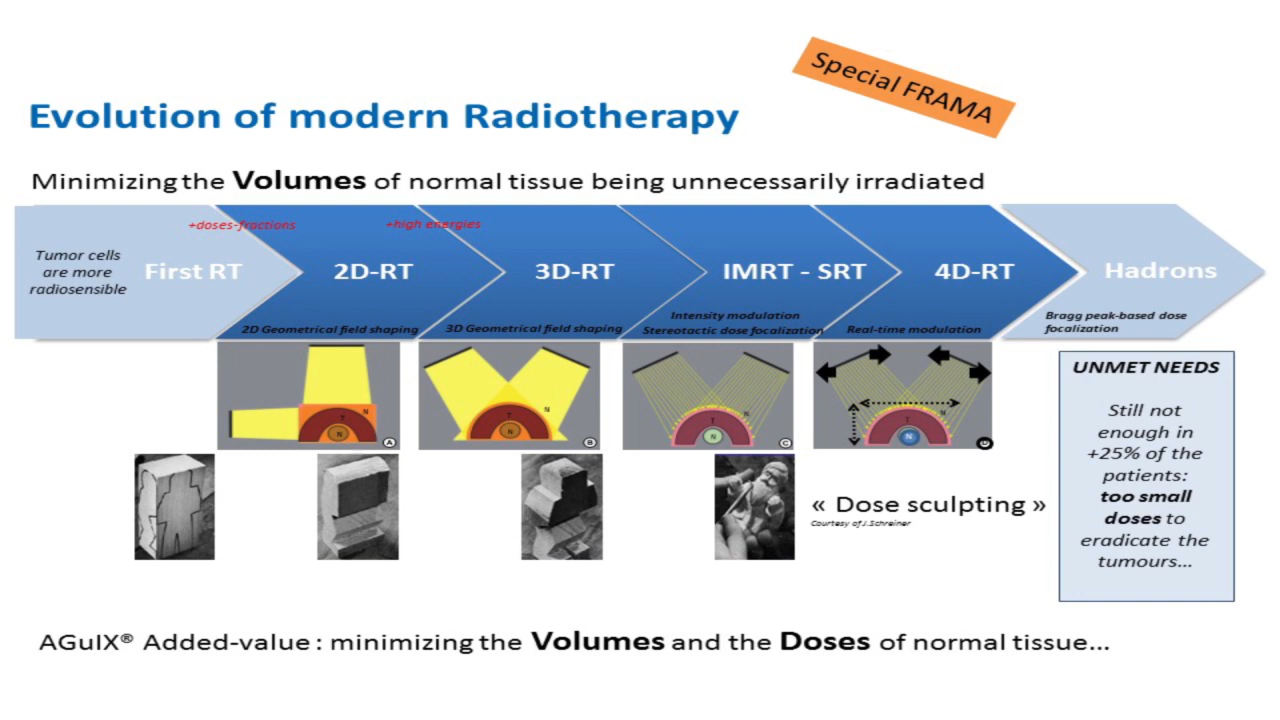 Special FRAMA
Evolution of modern Radiotherapy
Minimizing the Volumes of normal tissue being unnecessarily irradiated
+doses-fractions
+high energies
Tumor cells
are more
radiosensible
First RT
2D-RT
3D-RT
IMRT - SRT
4D-RT
Hadrons
2D Geometrical field shaping
3D Geometrical field shaping
Intensity modulation
Stereotactic dose focalization
Real-time modulation
Bragg peak-based dose
focalization
T
N
N
A
T
N
N
B
T
N
N
C
T
N
N
D
UNMET NEEDS
Still not
enough in
+25% of the
patients:
too small
doses to
eradicate the
tumours...
« Dose sculpting »
Courtesy of J.Schreiner
AGuIX® Added-value : minimizing the Volumes and the Doses of normal tissue...